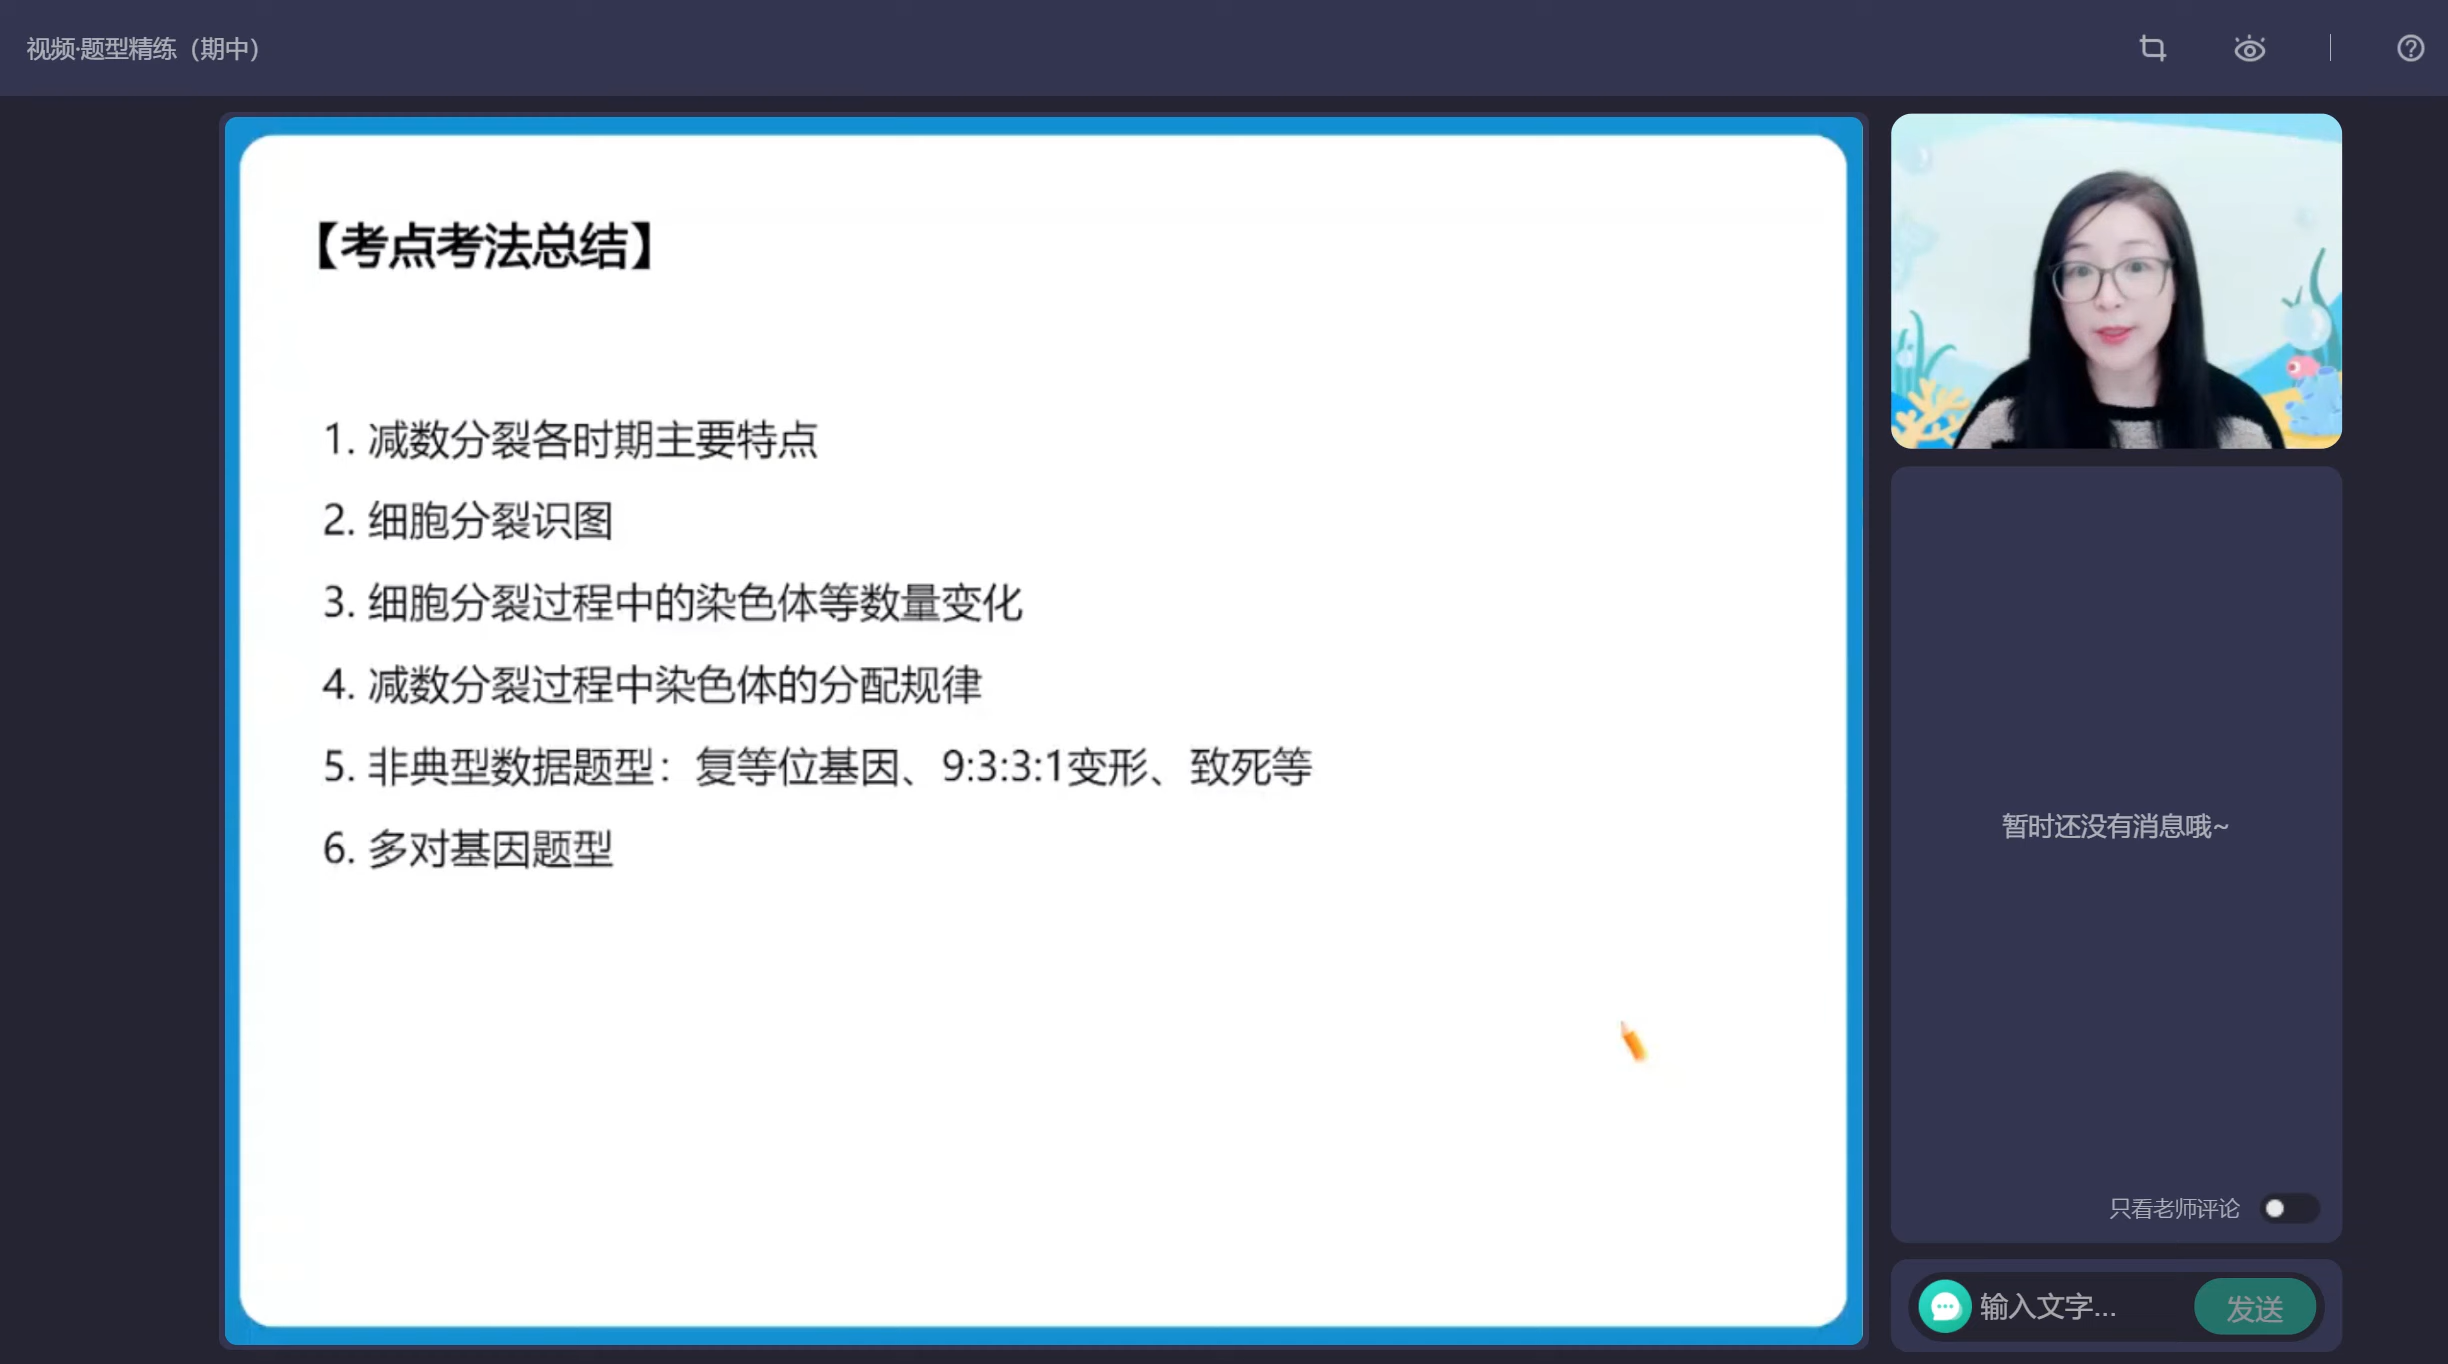 视频·题型精练（期中）
【考点考法总结】
1. 减数分裂各时期主要特点
2. 细胞分裂识图
3. 细胞分裂过程中的染色体等数量变化
4. 减数分裂过程中染色体的分配规律
5. 非典型数据题型：复等位基因、9:3:3:1变形、致死等
6. 多对基因题型
暂时还没有消息哦~
只看老师评论
输入文字...
发送